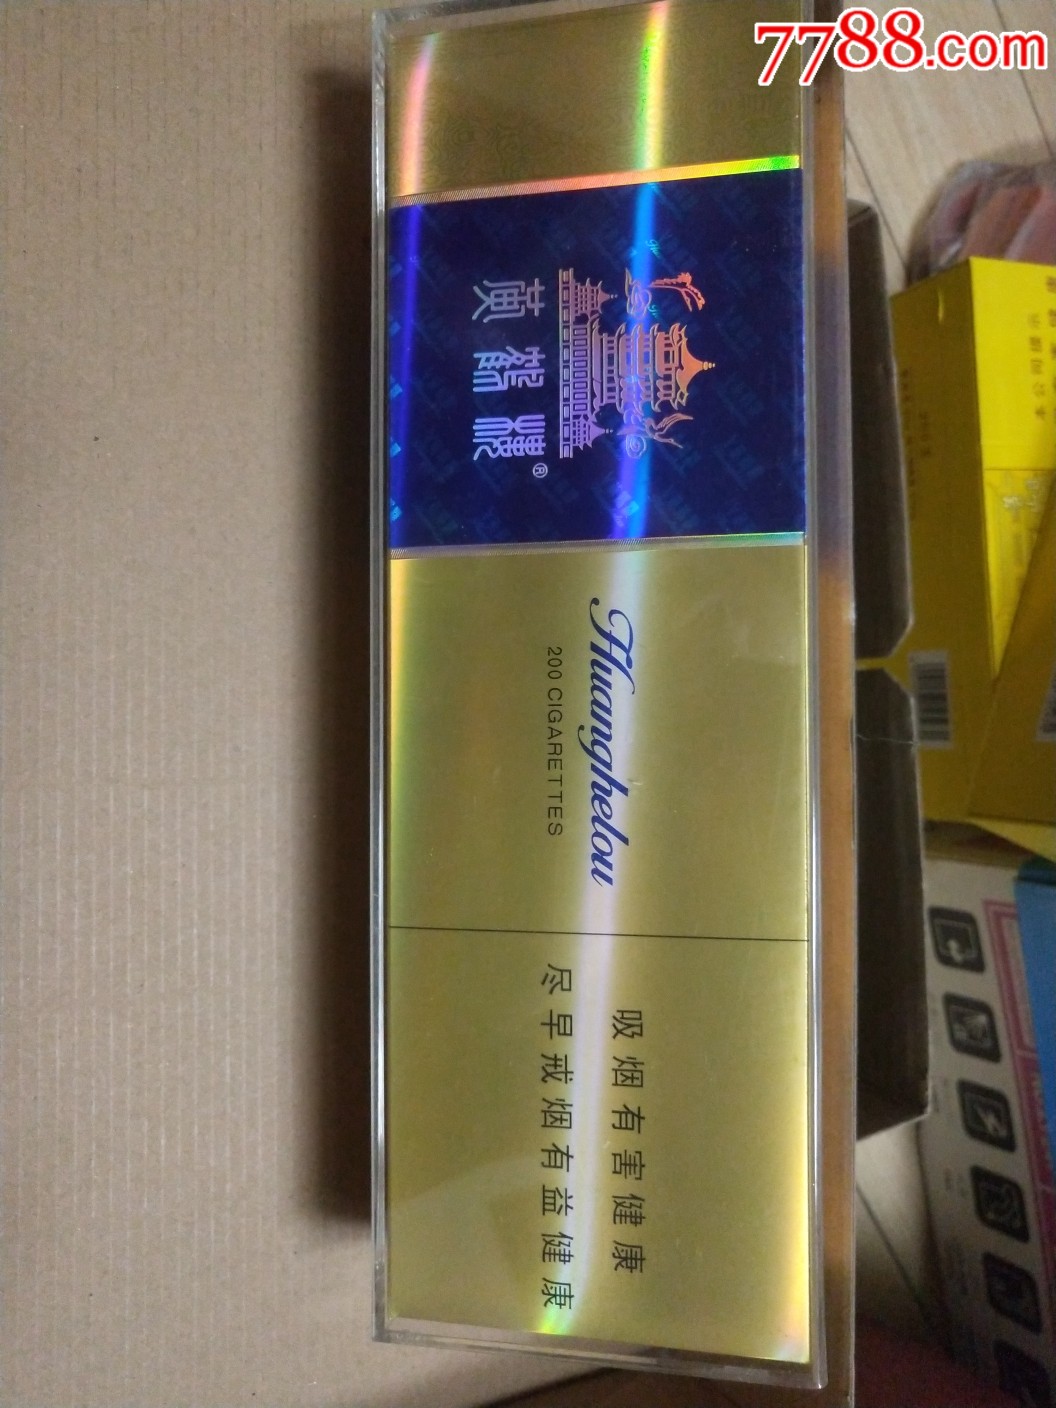 7788.com
黄鹤楼®
Huanghelou
200 CIGARETTES
吸烟有害健康
尽早戒烟有益健康